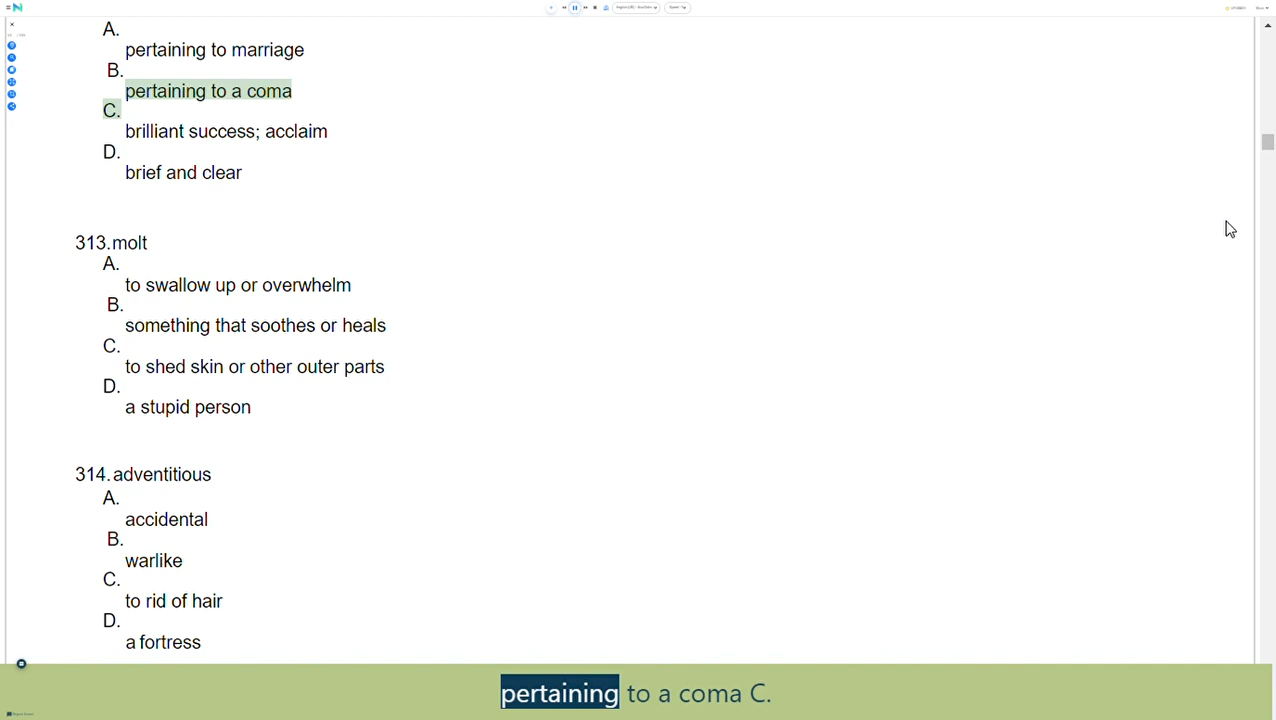 A.
pertaining to marriage
B.
pertaining to a coma
C.
brilliant success; acclaim
D.
brief and clear
313. molt
A.
to swallow up or overwhelm
B.
something that soothes or heals
C.
to shed skin or other outer parts
D.
a stupid person
314. adventitious
A.
accidental
B.
warlike
C.
to rid of hair
D.
a fortress
pertaining to a coma C.